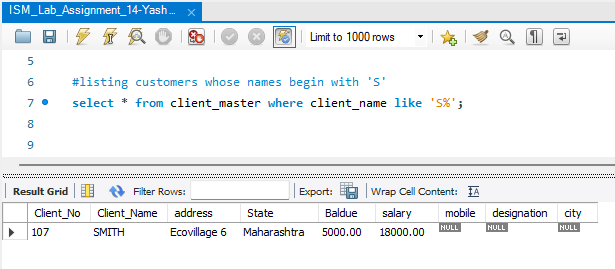 ISM_Lab_Assignment_14-Yash...
Limit to 1000 rows
5
6 #listing customers whose names begin with 'S'
7 select * from client_master where client_name like 'S%';
8
9
Result Grid Filter Rows: Export: Wrap Cell Content:
Client_No Client_Name address State Baldue salary mobile designation city
107 SMITH Ecovillage 6 Maharashtra 5000.00 18000.00 NULL NULL NULL